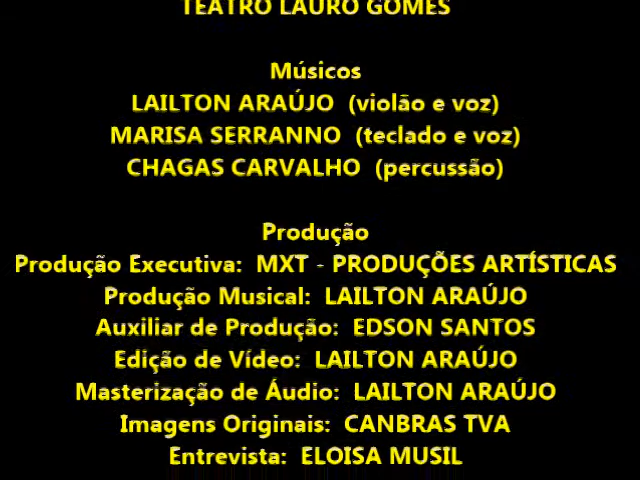 TEATRO LAURO GOMES
Músicos
LAILTON ARAÚJO (violão e voz)
MARISA SERRANNO (teclado e voz)
CHAGAS CARVALHO (percussão)
Produção
Produção Executiva: MXT - PRODUÇÕES ARTÍSTICAS
Produção Musical: LAILTON ARAÚJO
Auxiliar de Produção: EDSON SANTOS
Edição de Vídeo: LAILTON ARAÚJO
Masterização de Áudio: LAILTON ARAÚJO
Imagens Originais: CANBRAS TVA
Entrevista: ELOISA MUSIL